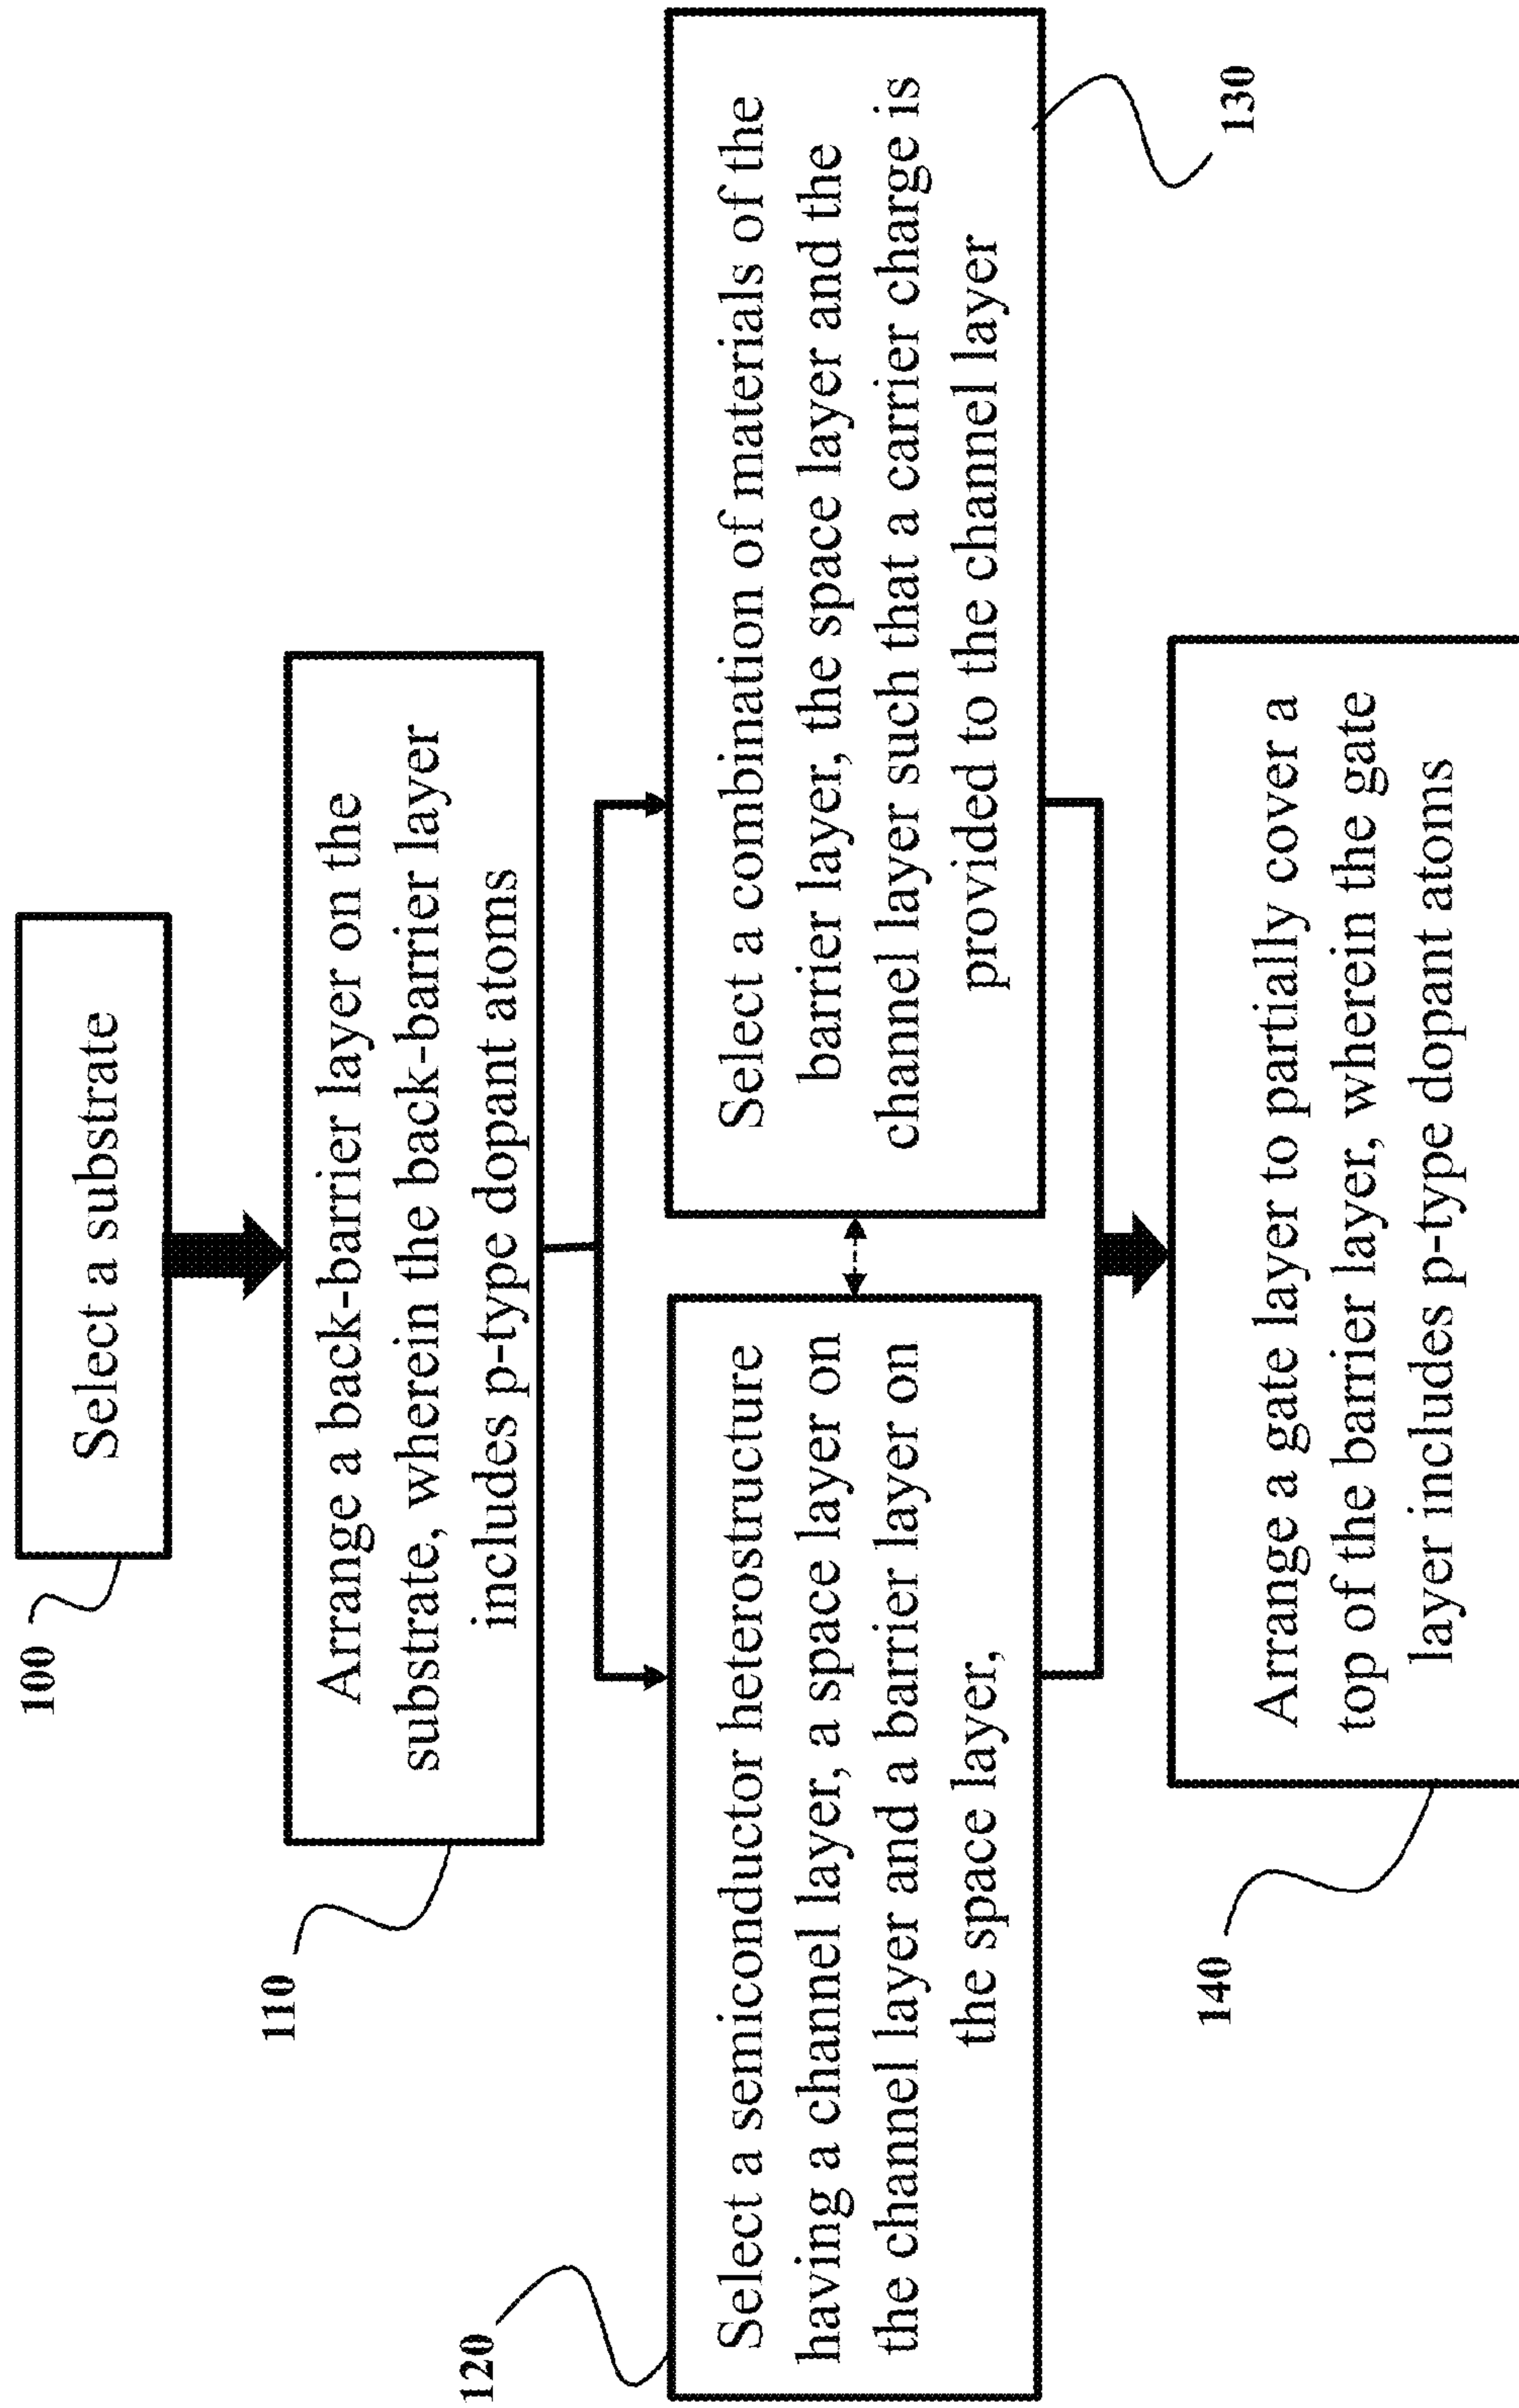 100
Select a substrate
110
Arrange a back-barrier layer on the
substrate, wherein the back-barrier layer
includes p-type dopant atoms
120
Select a semiconductor heterostructure
having a channel layer, a space layer on
the channel layer and a barrier layer on
the space layer,
Select a combination of materials of the
barrier layer, the space layer and the
channel layer such that a carrier charge is
provided to the channel layer
130
140
Arrange a gate layer to partially cover a
top of the barrier layer, wherein the gate
layer includes p-type dopant atoms